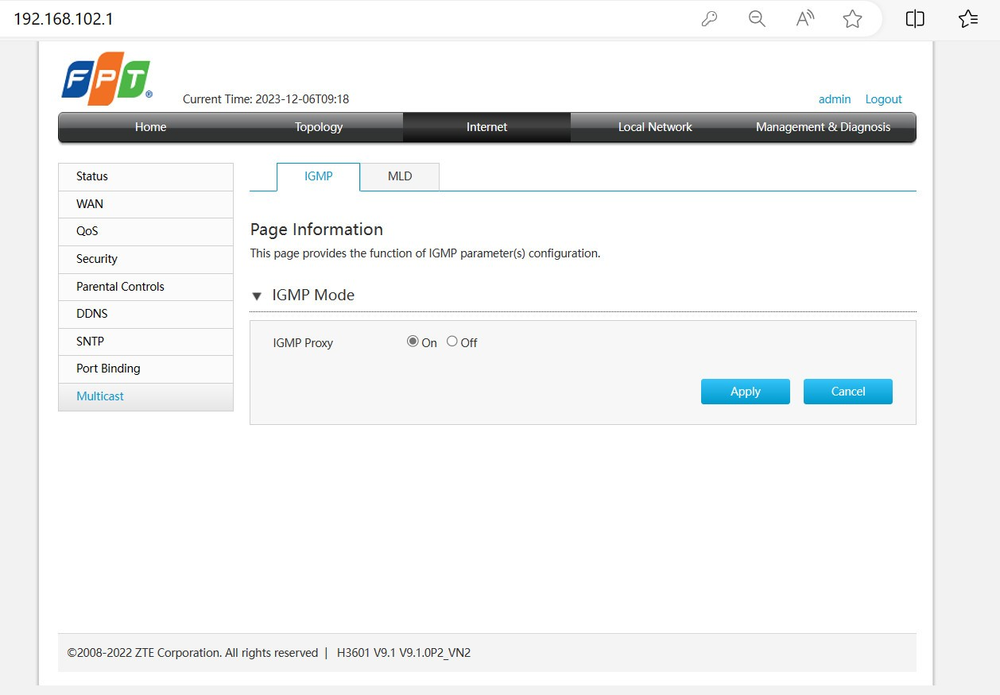 192.168.102.1
FPT®
Current Time: 2023-12-06T09:18
admin Logout
Home Topology Internet Local Network Management & Diagnosis
Status
WAN
QoS
Security
Parental Controls
DDNS
SNTP
Port Binding
Multicast
IGMP MLD
Page Information
This page provides the function of IGMP parameter(s) configuration.
IGMP Mode
IGMP Proxy On Off
Apply Cancel
©2008-2022 ZTE Corporation. All rights reserved | H3601 V9.1 V9.1.0P2_VN2